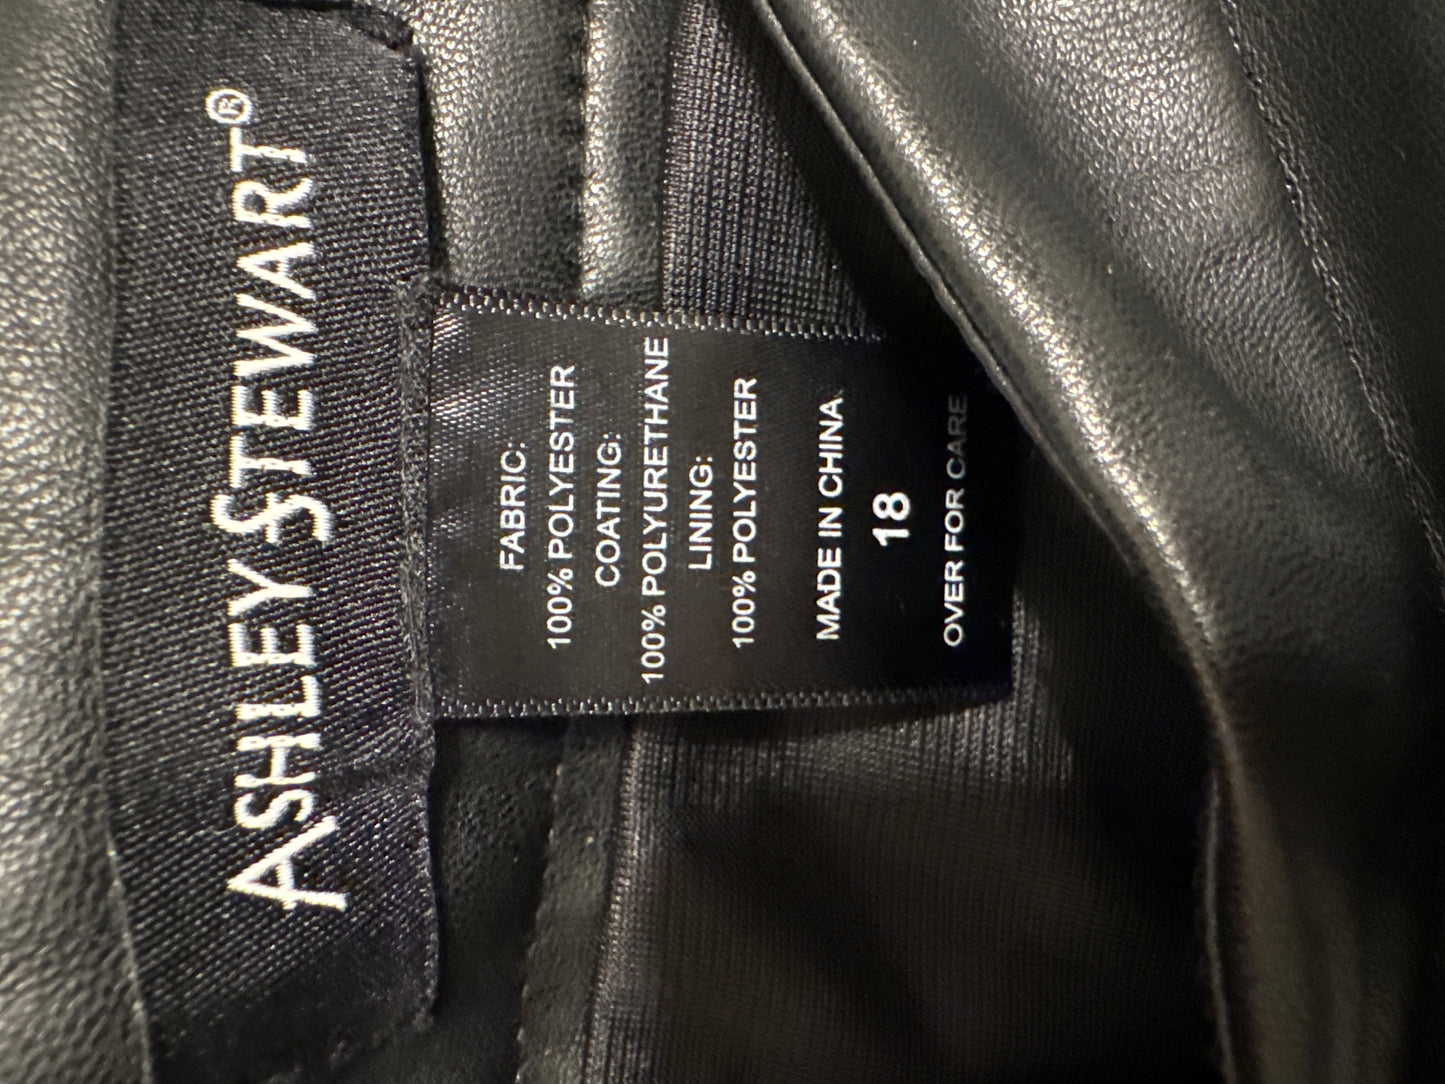 ASHLEY STEWART®
FABRIC:
100% POLYESTER
COATING:
100% POLYURETHANE
LINING:
100% POLYESTER
MADE IN CHINA
18
OVER FOR CARE